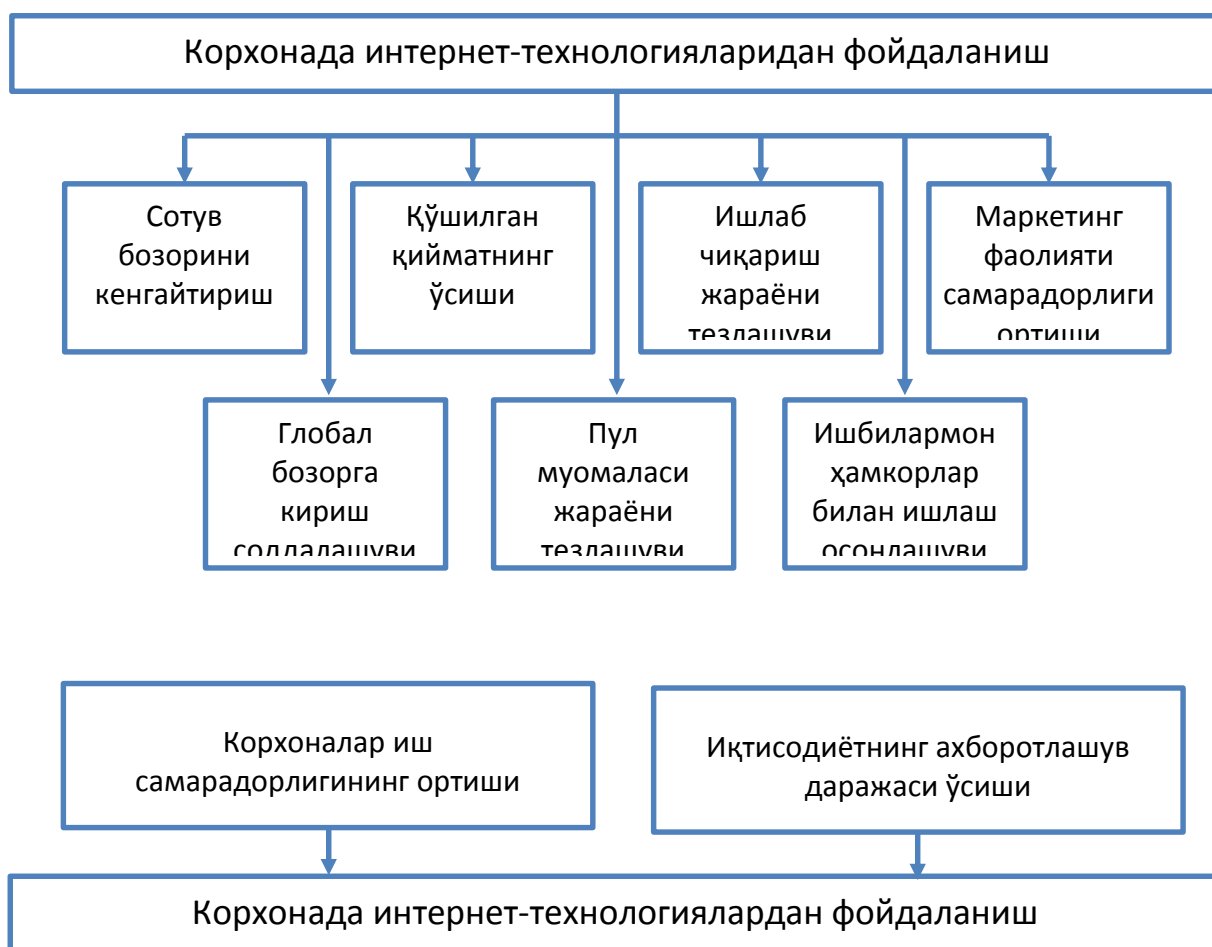 Корхонада интернет-технологияларидан фойдаланиш
Сотув
бозорини
кенгайтириш
Қўшилган
қийматнинг
ўсиши
Ишлаб
чиқариш
жараёни
тезлашуви
Маркетинг
фаолияти
самарадорлиги
ортиши
Глобал
бозорга
кириш
соддалашуви
Пул
муомаласи
жараёни
тезлашуви
Ишбилармон
ҳамкорлар
билан ишлаш
осонлашуви
Корхоналар иш
самарадорлигининг ортиши
Иқтисодиётнинг ахборотлашув
даражаси ўсиши
Корхонада интернет-технологиялардан фойдаланиш